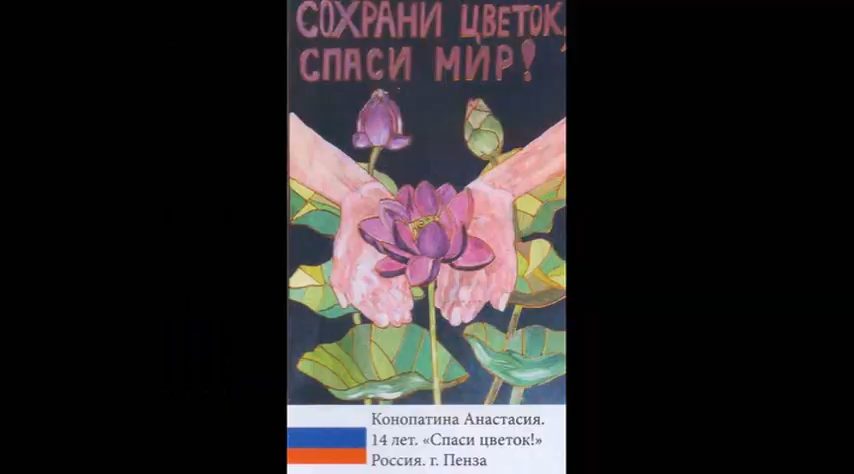 СОХРАНИ ЦВЕТОК,
СПАСИ МИР!
Конопатина Анастасия.
14 лет. «Спаси цветок!»
Россия. г. Пенза